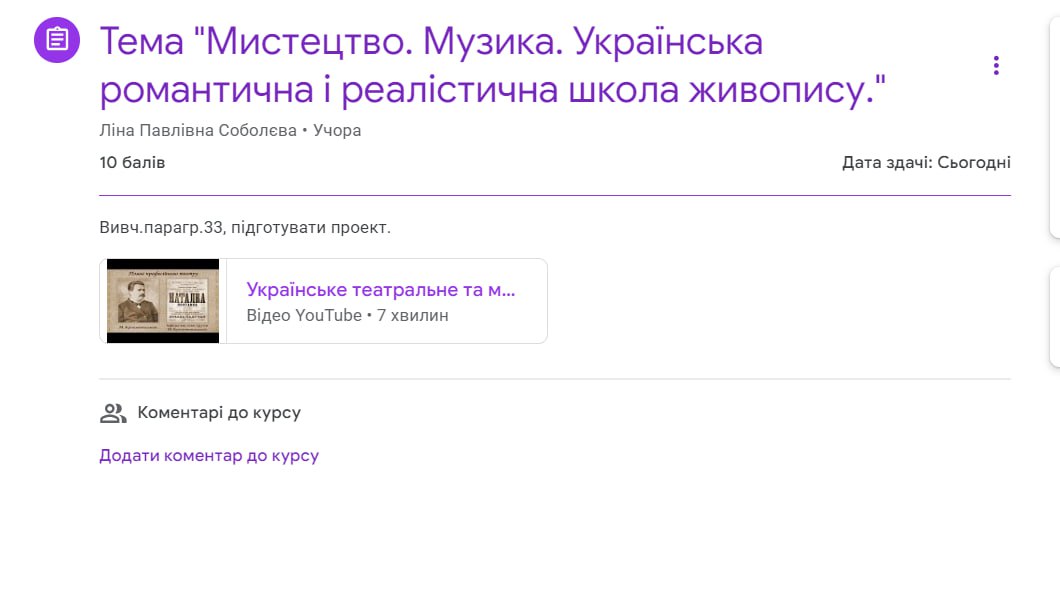 Тема "Мистецтво. Музика. Українська
романтична і реалістична школа живопису."
Ліна Павлівна Соболєва • Учора
10 балів
Дата здачі: Сьогодні
Вивч.парагр.33, підготувати проект.
НАТАЛКА
Українське театральне та м...
Відео YouTube • 7 хвилин
Коментарі до курсу
Додати коментар до курсу